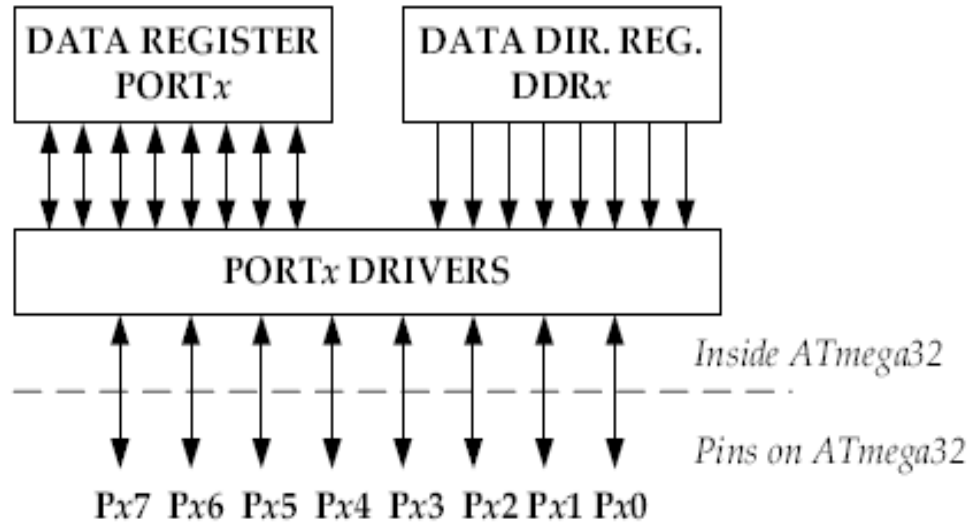 DATA REGISTER
PORTx
DATA DIR. REG.
DDRx
PORTx DRIVERS
Inside ATmega32
Pins on ATmega32
Px7 Px6 Px5 Px4 Px3 Px2 Px1 Px0